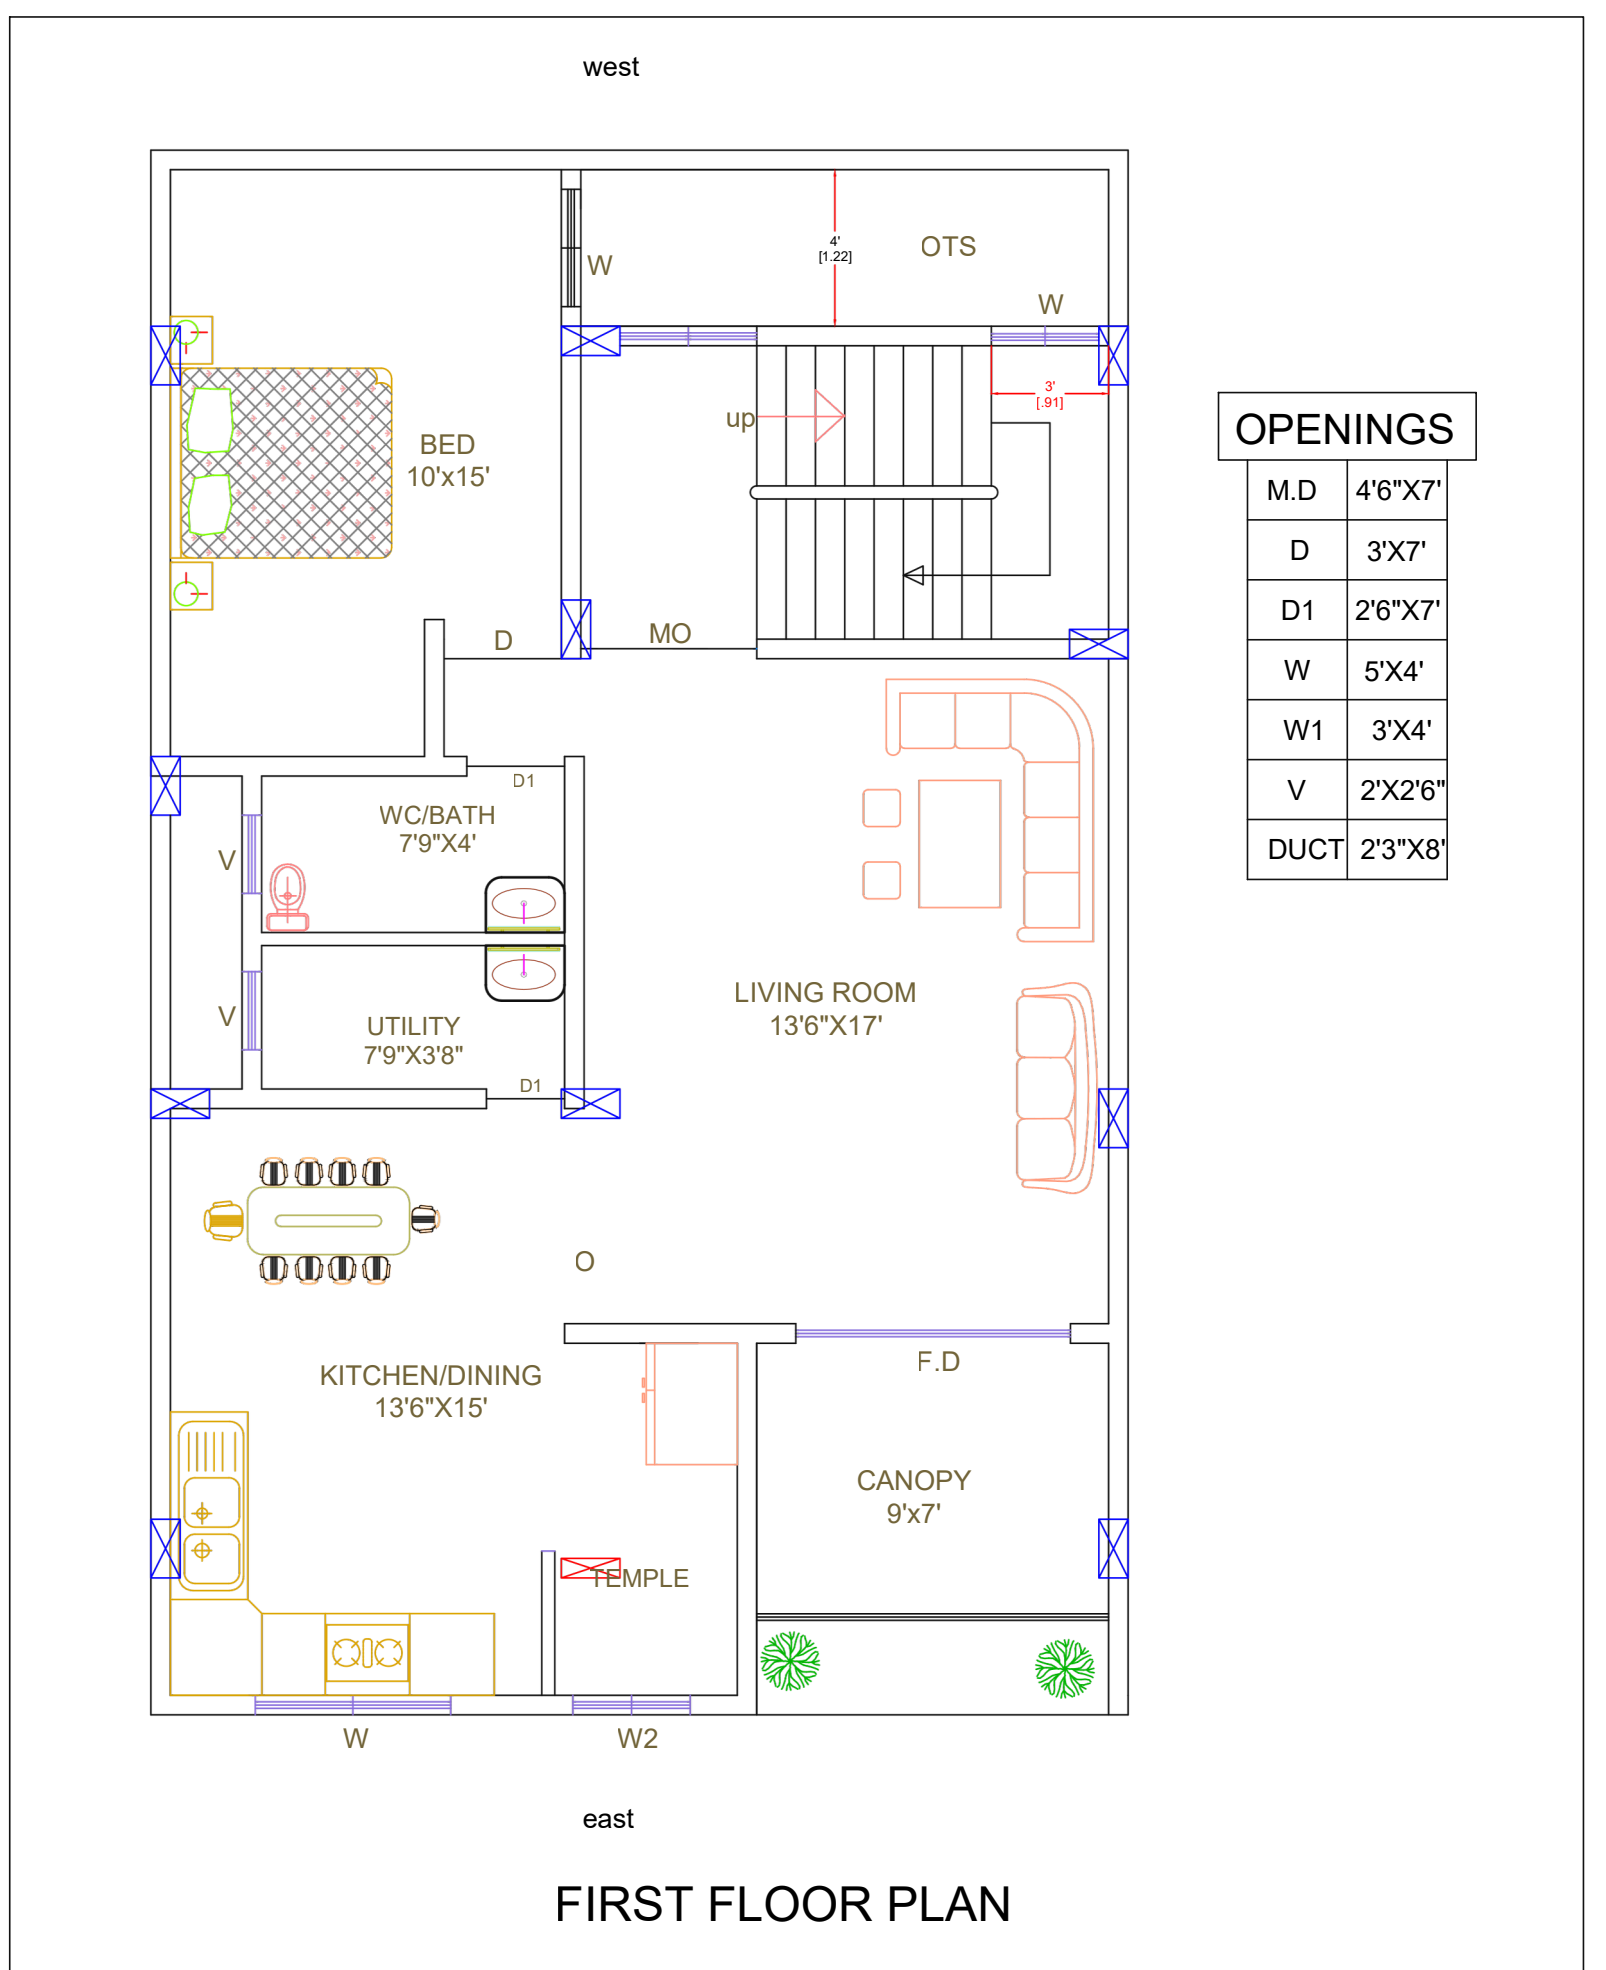 west
4'
[1.22]
OTS
W
W
3'
[.91]
up
BED
10'x15'
D
MO
D1
WC/BATH
7'9"X4'
V
LIVING ROOM
13'6"X17'
V
UTILITY
7'9"X3'8"
D1
O
F.D
KITCHEN/DINING
13'6"X15'
CANOPY
9'x7'
TEMPLE
W
W2
east
FIRST FLOOR PLAN
OPENINGS
M.D 4'6"X7'
D 3'X7'
D1 2'6"X7'
W 5'X4'
W1 3'X4'
V 2'X2'6"
DUCT 2'3"X8'